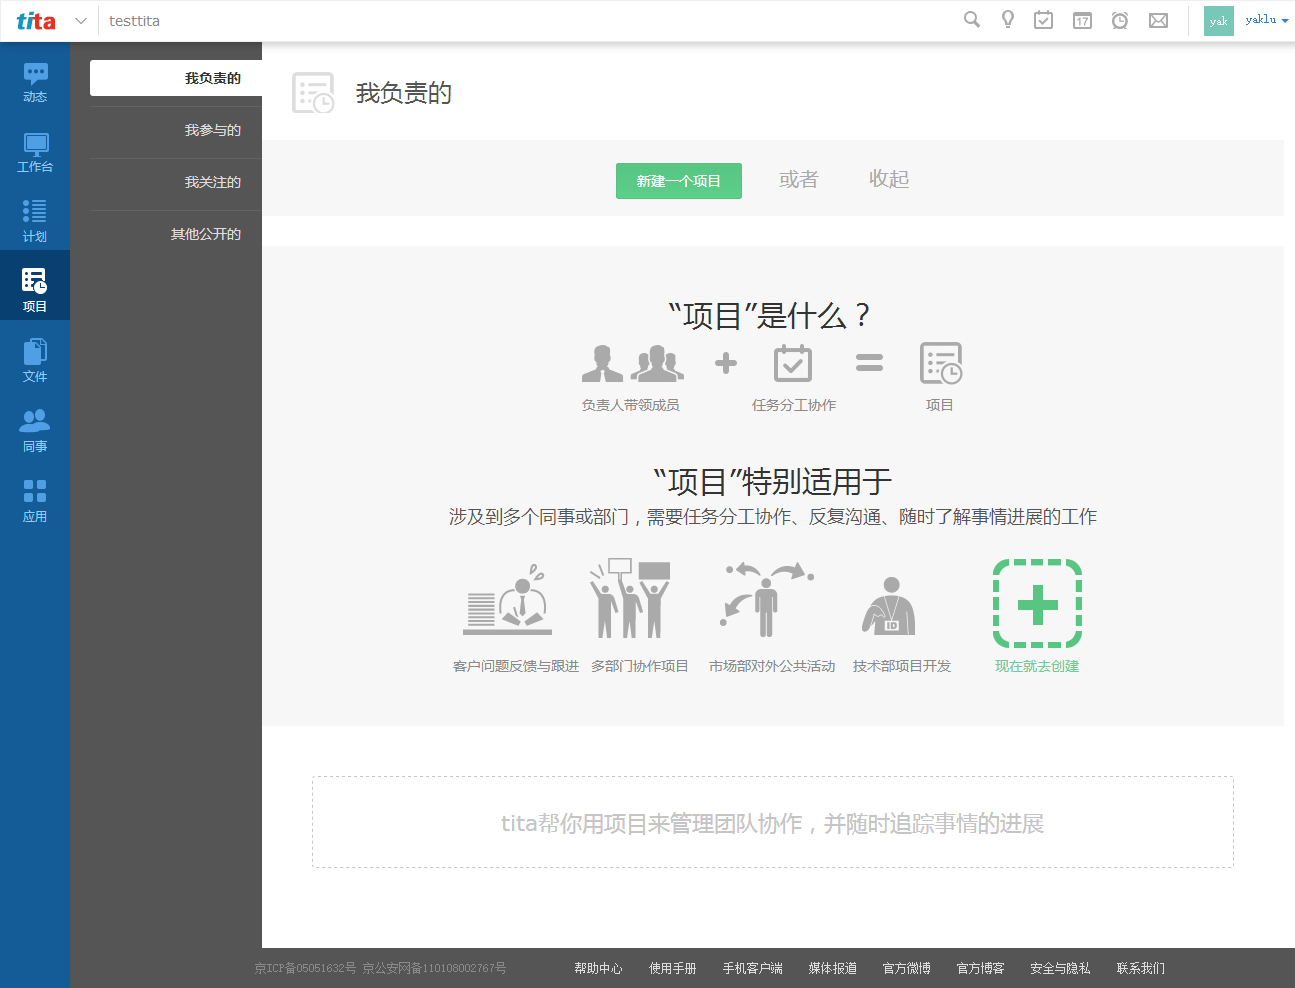 tita
testtita
17
yak
yaklu
动态
工作台
计划
项目
文件
同事
应用
我负责的
我参与的
我关注的
其他公开的
我负责的
新建一个项目
或者
收起
“项目”是什么？
负责人带领成员
任务分工协作
项目
“项目”特别适用于
涉及到多个同事或部门，需要任务分工协作、反复沟通、随时了解事情进展的工作
ID
客户问题反馈与跟进
多部门协作项目
市场部对外公共活动
技术部项目开发
现在就去创建
tita帮你用项目来管理团队协作，并随时追踪事情的进展
京ICP备05051632号 京公安网备110108002767号
帮助中心
使用手册
手机客户端
媒体报道
官方微博
官方博客
安全与隐私
联系我们